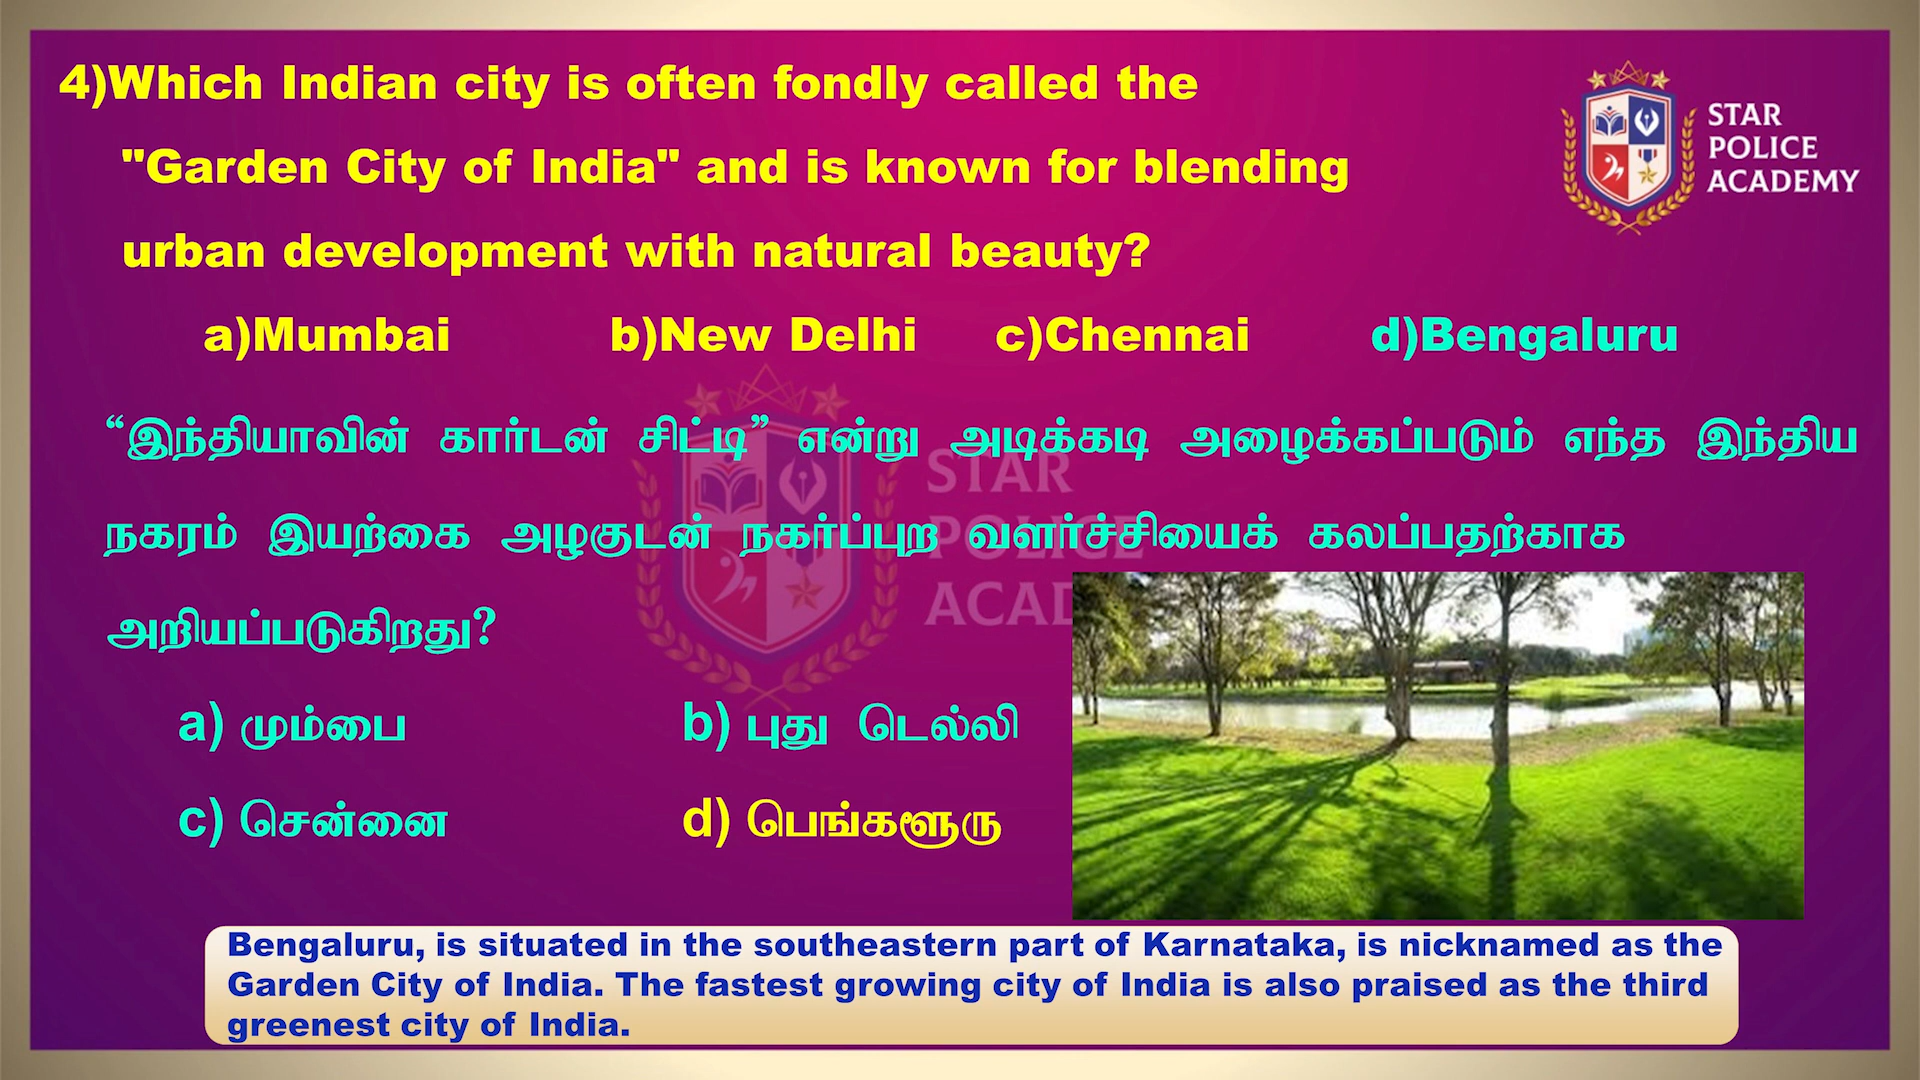 4)Which Indian city is often fondly called the
"Garden City of India" and is known for blending
urban development with natural beauty?
a)Mumbai b)New Delhi c)Chennai d)Bengaluru
“இந்தியாவின் கார்டன் சிட்டி” என்று அடிக்கடி அழைக்கப்படும் எந்த இந்திய
நகரம் இயற்கை அழகுடன் நகர்ப்புற வளர்ச்சியைக் கலப்பதற்காக
அறியப்படுகிறது?
a) மும்பை b) புது டெல்லி
c) சென்னை d) பெங்களூரு
Bengaluru, is situated in the southeastern part of Karnataka, is nicknamed as the
Garden City of India. The fastest growing city of India is also praised as the third
greenest city of India.
STAR
POLICE
ACADEMY
STAR
POLICE
ACAD